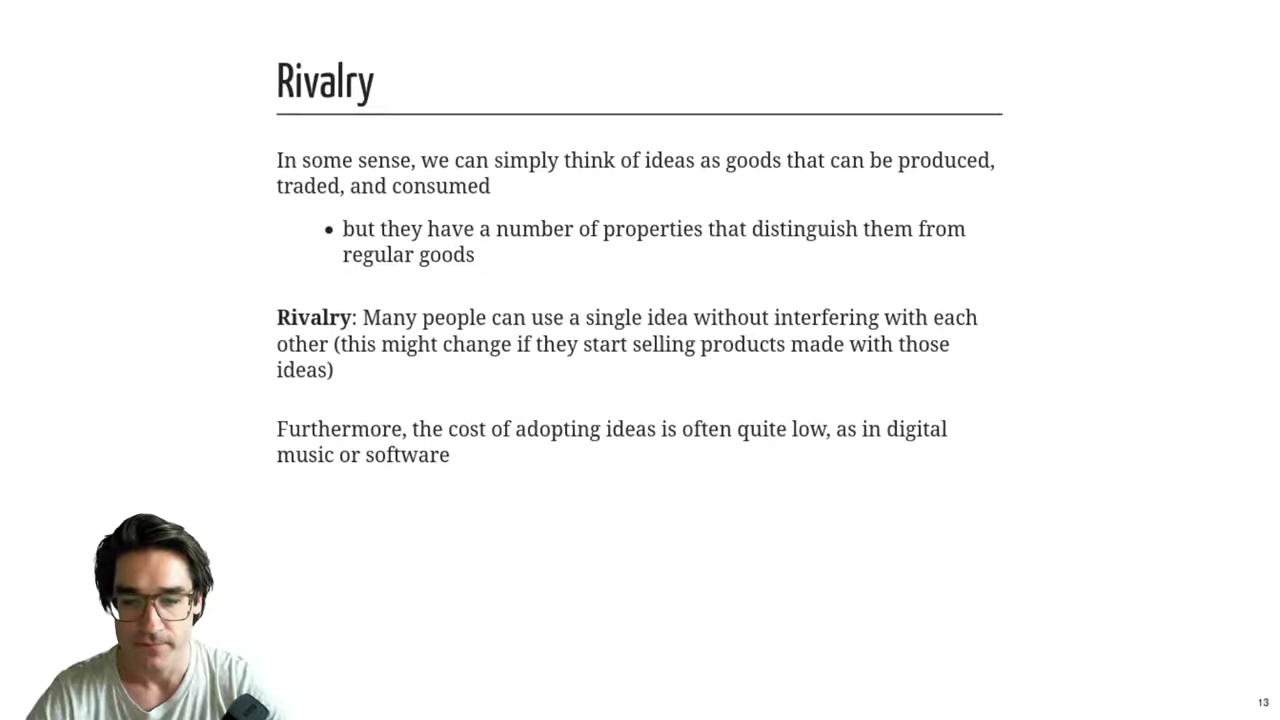 Rivalry
In some sense, we can simply think of ideas as goods that can be produced,
traded, and consumed
• but they have a number of properties that distinguish them from
regular goods
Rivalry: Many people can use a single idea without interfering with each
other (this might change if they start selling products made with those
ideas)
Furthermore, the cost of adopting ideas is often quite low, as in digital
music or software
13